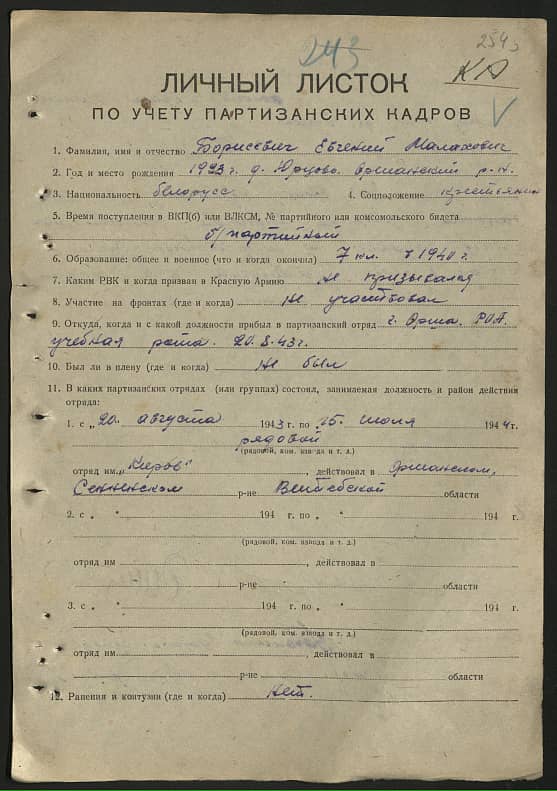 243
254
КА
ЛИЧНЫЙ ЛИСТОК
ПО УЧЕТУ ПАРТИЗАНСКИХ КАДРОВ
1. Фамилия, имя и отчество Борисевич Евгений Малахович
2. Год и место рождения 1923 г. д. Юрцово Оршанский р-н.
3. Национальность белорусс 4. Соцположение крестьянин
5. Время поступления в ВКП(б) или ВЛКСМ, № партийного или комсомольского билета
б/партийный
6. Образование: общее и военное (что и когда окончил) 7 кл. в 1940 г.
7. Каким РВК и когда призван в Красную Армию не призывался
8. Участие на фронтах (где и когда) не участвовал
9. Откуда, когда и с какой должности прибыл в партизанский отряд г. Орша. РОА.
учебная рота. 20.8.43 г.
10. Был ли в плену (где и когда) не был
11. В каких партизанских отрядах (или группах) состоял, занимаемая должность и район действия
отряда:
1. с „20. августа 1943 г. по 15. июля 1944 г.
рядовой
(рядовой, ком. взвода и т. д.)
отряд им. „Киров", действовал в Оршанском,
Сенненском р-не Витебской области
2. с „ " 194 г. по „ " 194 г.
(рядовой, ком. взвода и т. д.)
отряд им , действовал в
р-не области
3. с „ " 194 г. по „ " 194 г.
(рядовой, ком. взвода и т. д.)
отряд им , действовал в
р-не области
12. Ранения и контузии (где и когда) нет.